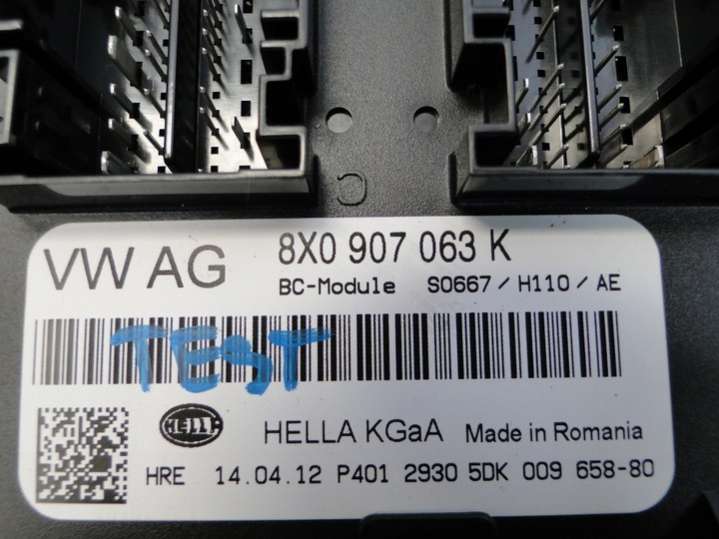 VW AG 8X0 907 063 K
BC-Module S0667 / H110 / AE
TEST
HELLA HELLA KGaA Made in Romania
HRE 14.04.12 P401 2930 5DK 009 658-80